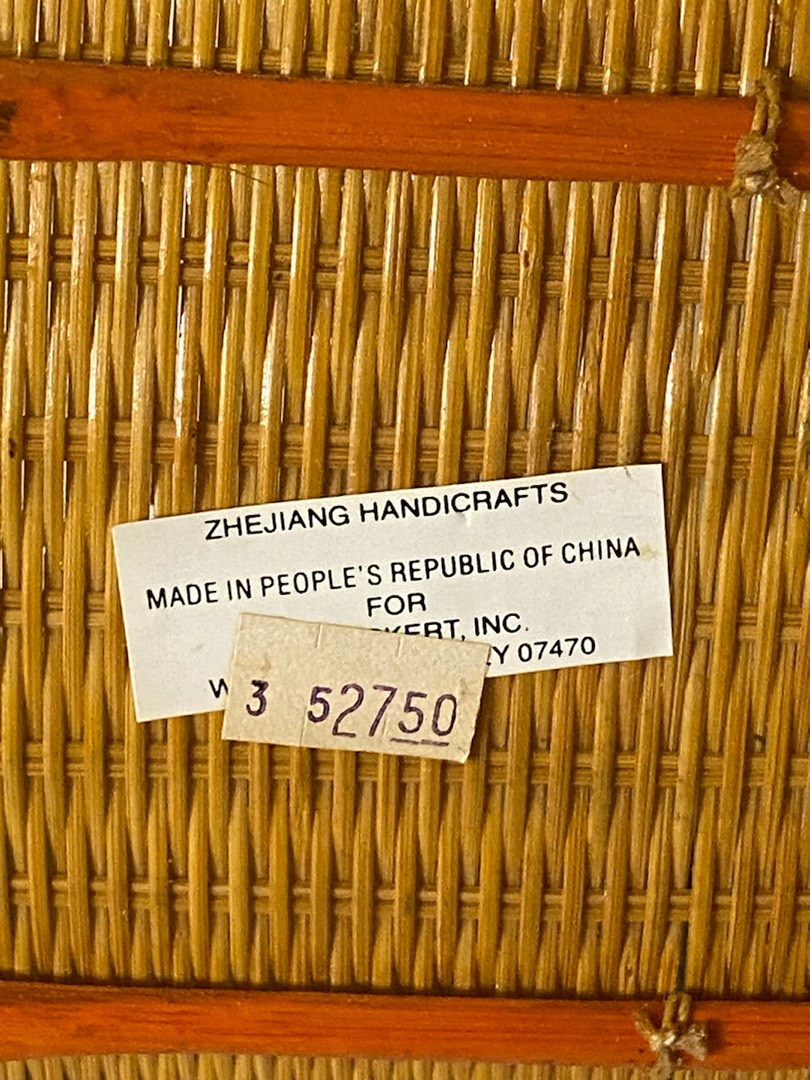 ZHEJIANG HANDICRAFTS
MADE IN PEOPLE'S REPUBLIC OF CHINA
FOR
INC.
07470
3 52750